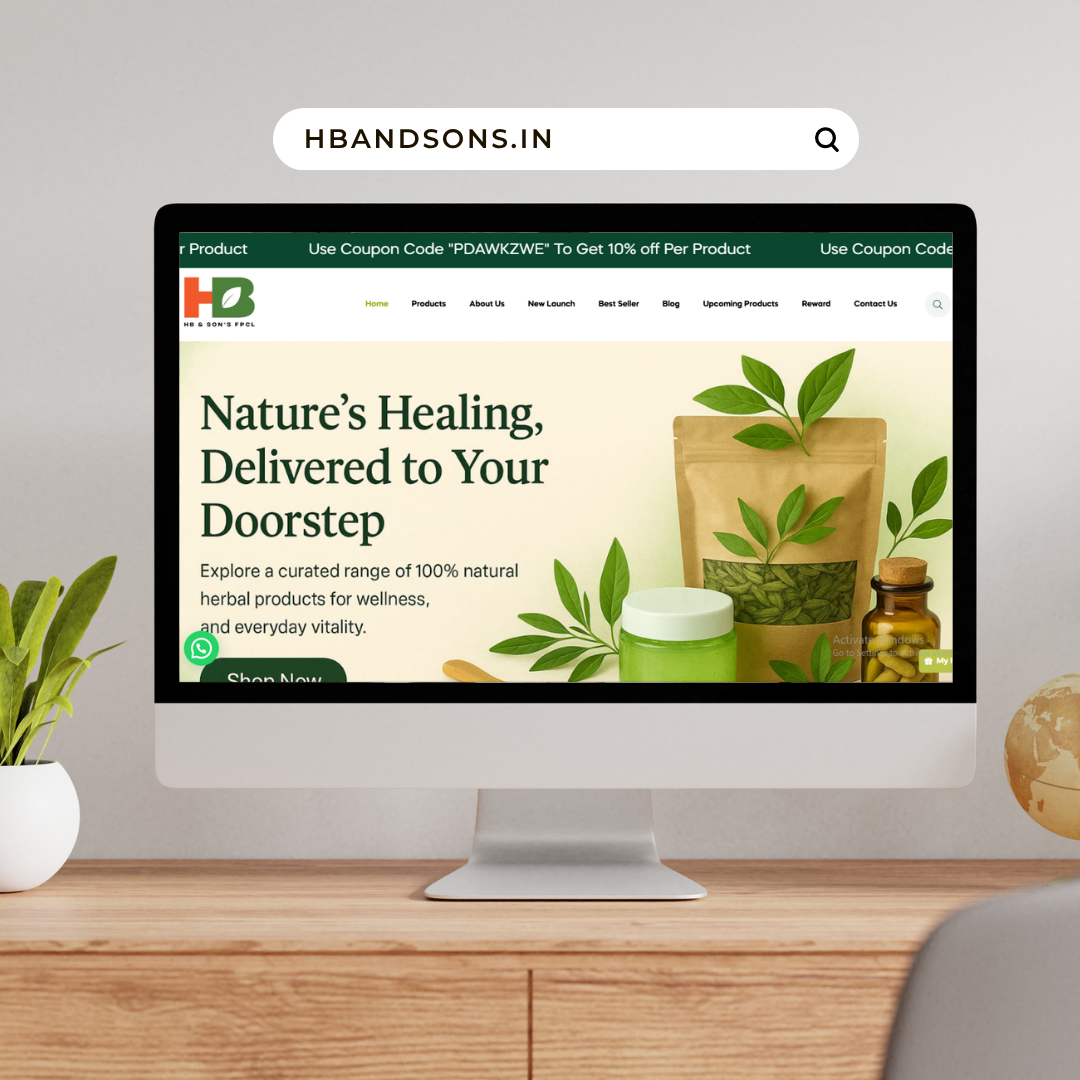 HBANDSONS.IN
r Product
Use Coupon Code "PDAWKZWE" To Get 10% off Per Product
Use Coupon Code
HB
HB & SON'S FPCL
Home
Products
About Us
New Launch
Best Seller
Blog
Upcoming Products
Reward
Contact Us
Nature's Healing,
Delivered to Your
Doorstep
Explore a curated range of 100% natural
herbal products for wellness,
and everyday vitality.
Shop Now
Activate Windows
Go to Settings to
My